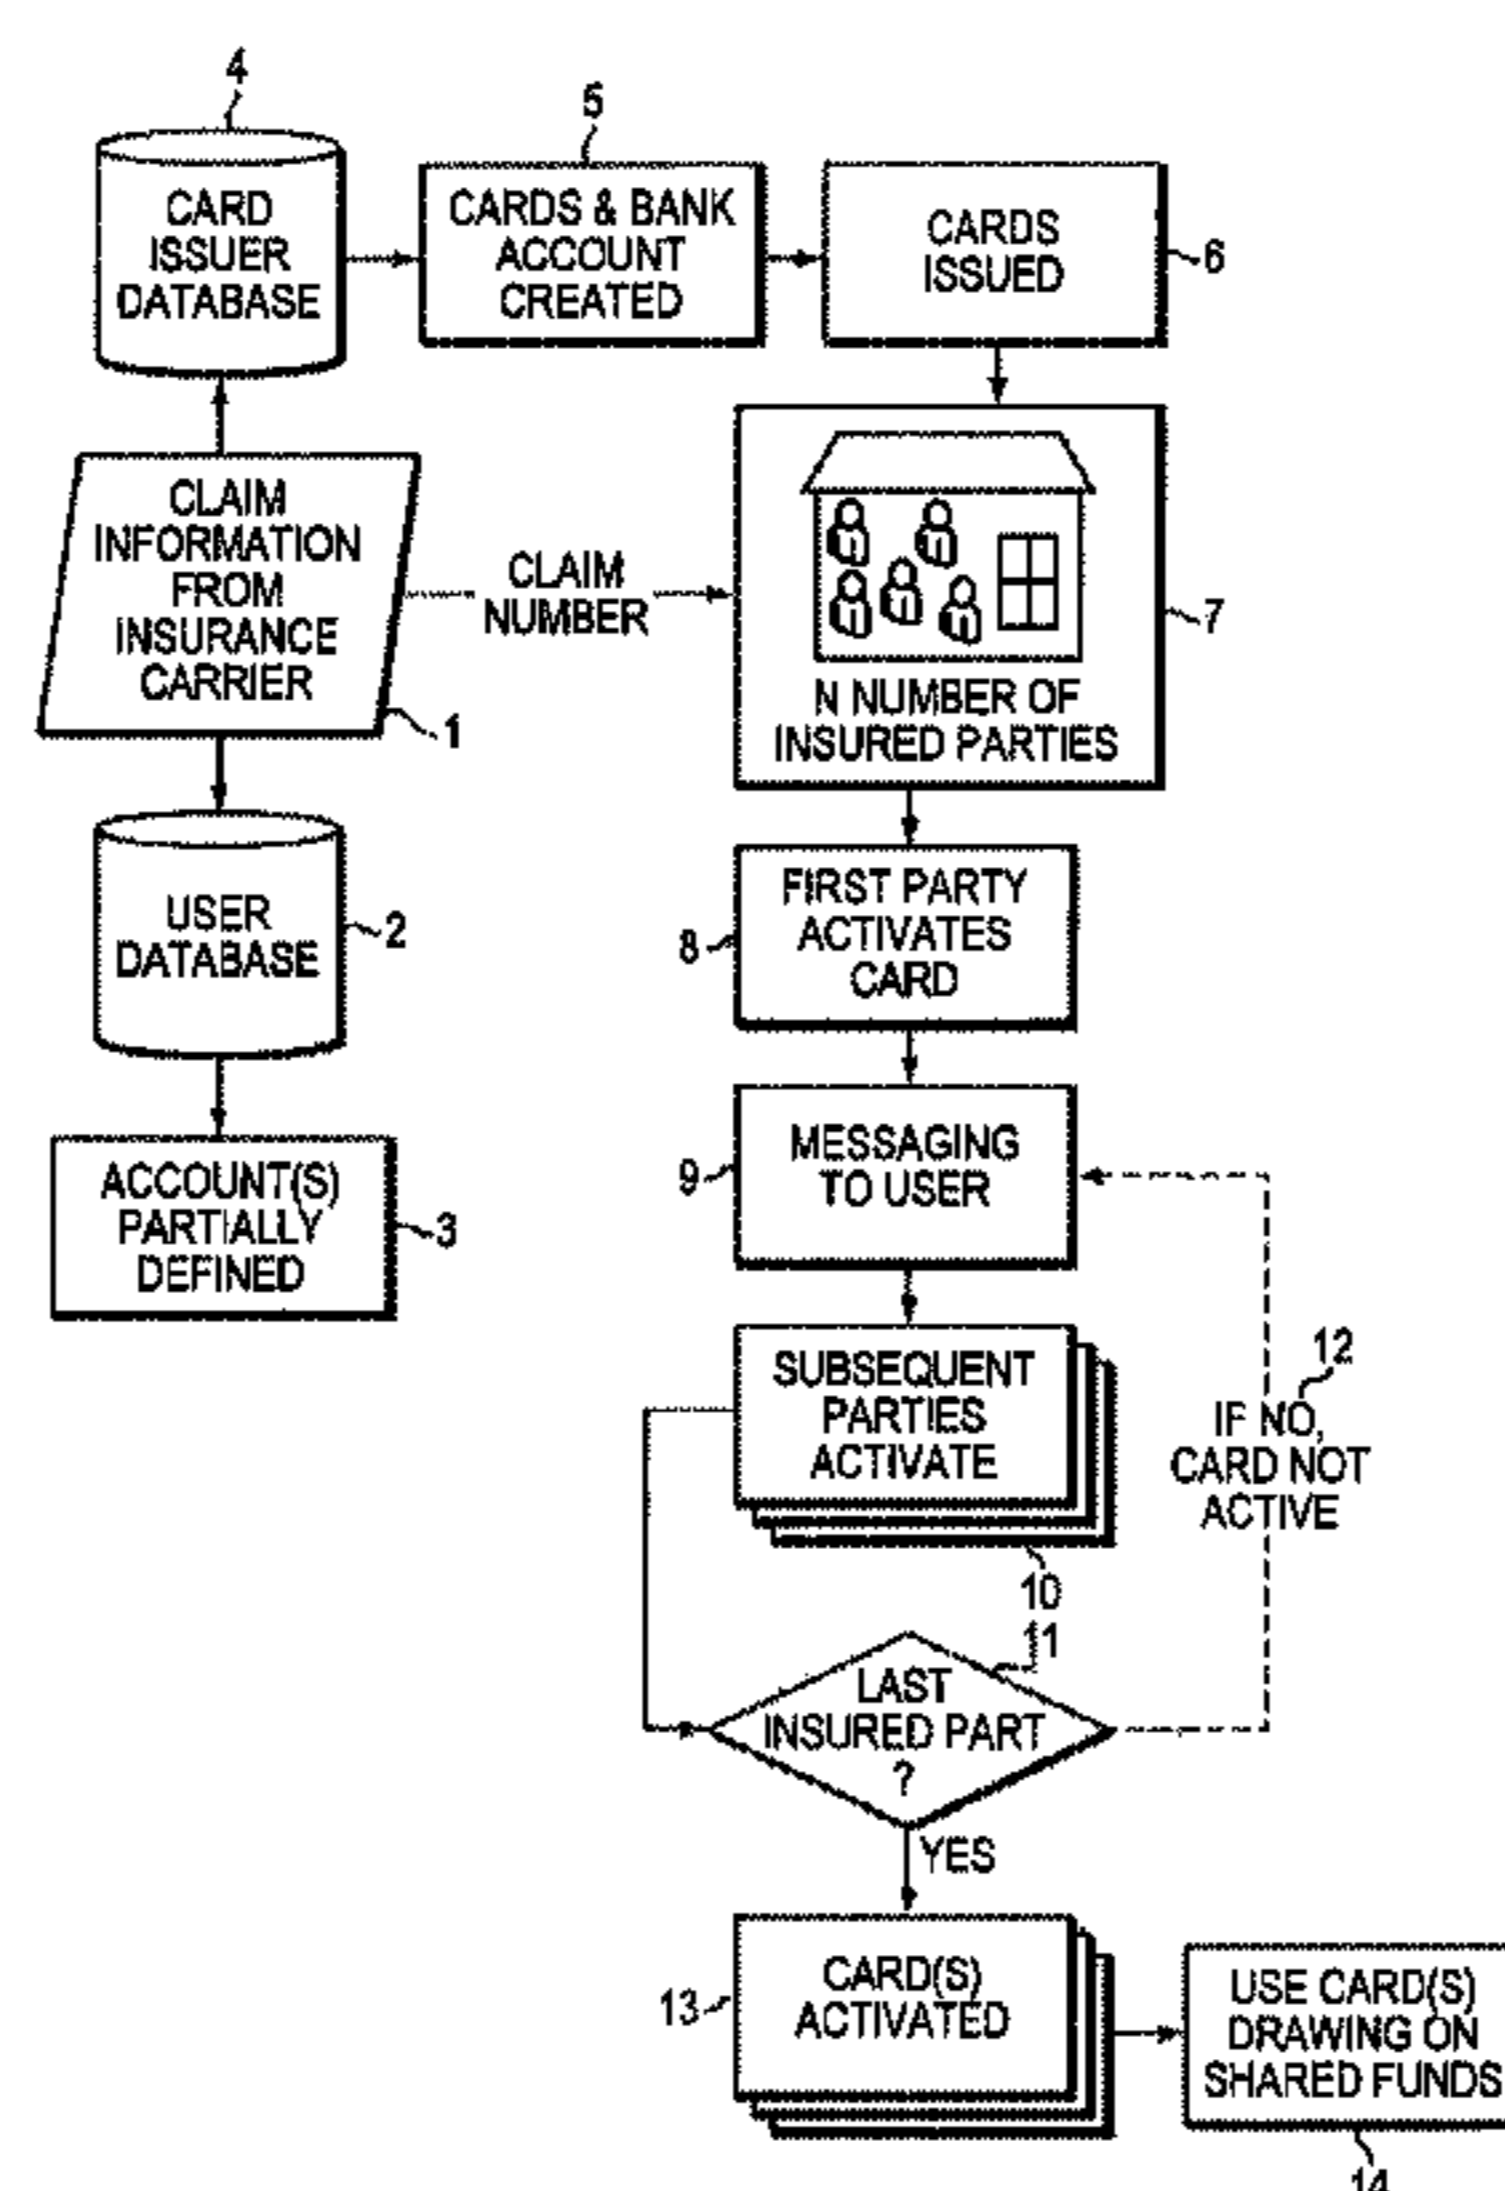 4
CARD
ISSUER
DATABASE
5
CARDS & BANK
ACCOUNT
CREATED
CARDS
ISSUED
6
CLAIM
INFORMATION
FROM
INSURANCE
CARRIER
1
CLAIM
NUMBER
N NUMBER OF
INSURED PARTIES
7
USER
DATABASE
2
ACCOUNT(S)
PARTIALLY
DEFINED
3
FIRST PARTY
ACTIVATES
CARD
8
MESSAGING
TO USER
9
SUBSEQUENT
PARTIES
ACTIVATE
10
12
IF NO,
CARD NOT
ACTIVE
11
LAST
INSURED PART
?
YES
CARD(S)
ACTIVATED
13
USE CARD(S)
DRAWING ON
SHARED FUNDS
14